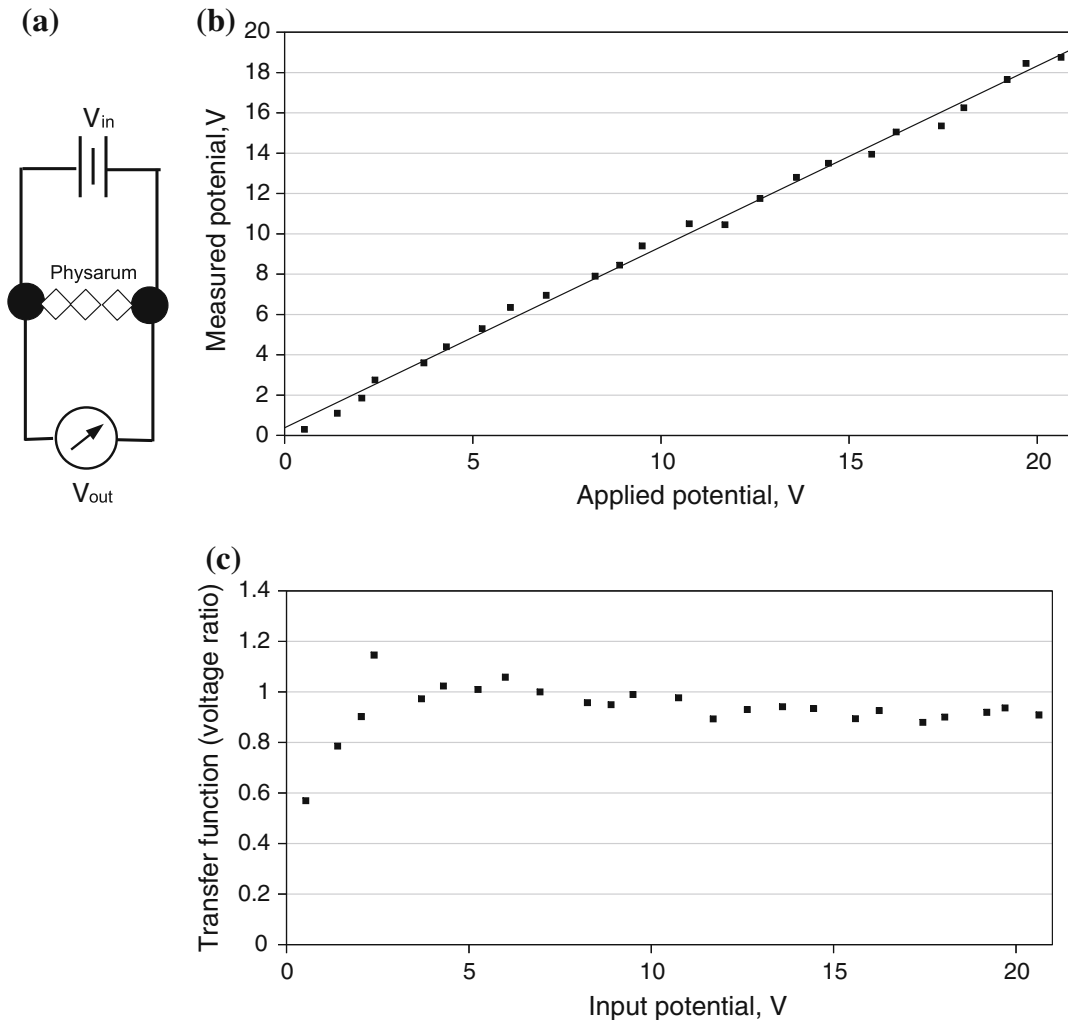 (a)
Vin
Physarum
Vout
(b)
20
18
16
14
12
10
8
6
4
2
0
Measured potenial,V
0 5 10 15 20
Applied potential, V
(c)
1.4
1.2
1
0.8
0.6
0.4
0.2
0
Transfer function (voltage ratio)
0 5 10 15 20
Input potential, V